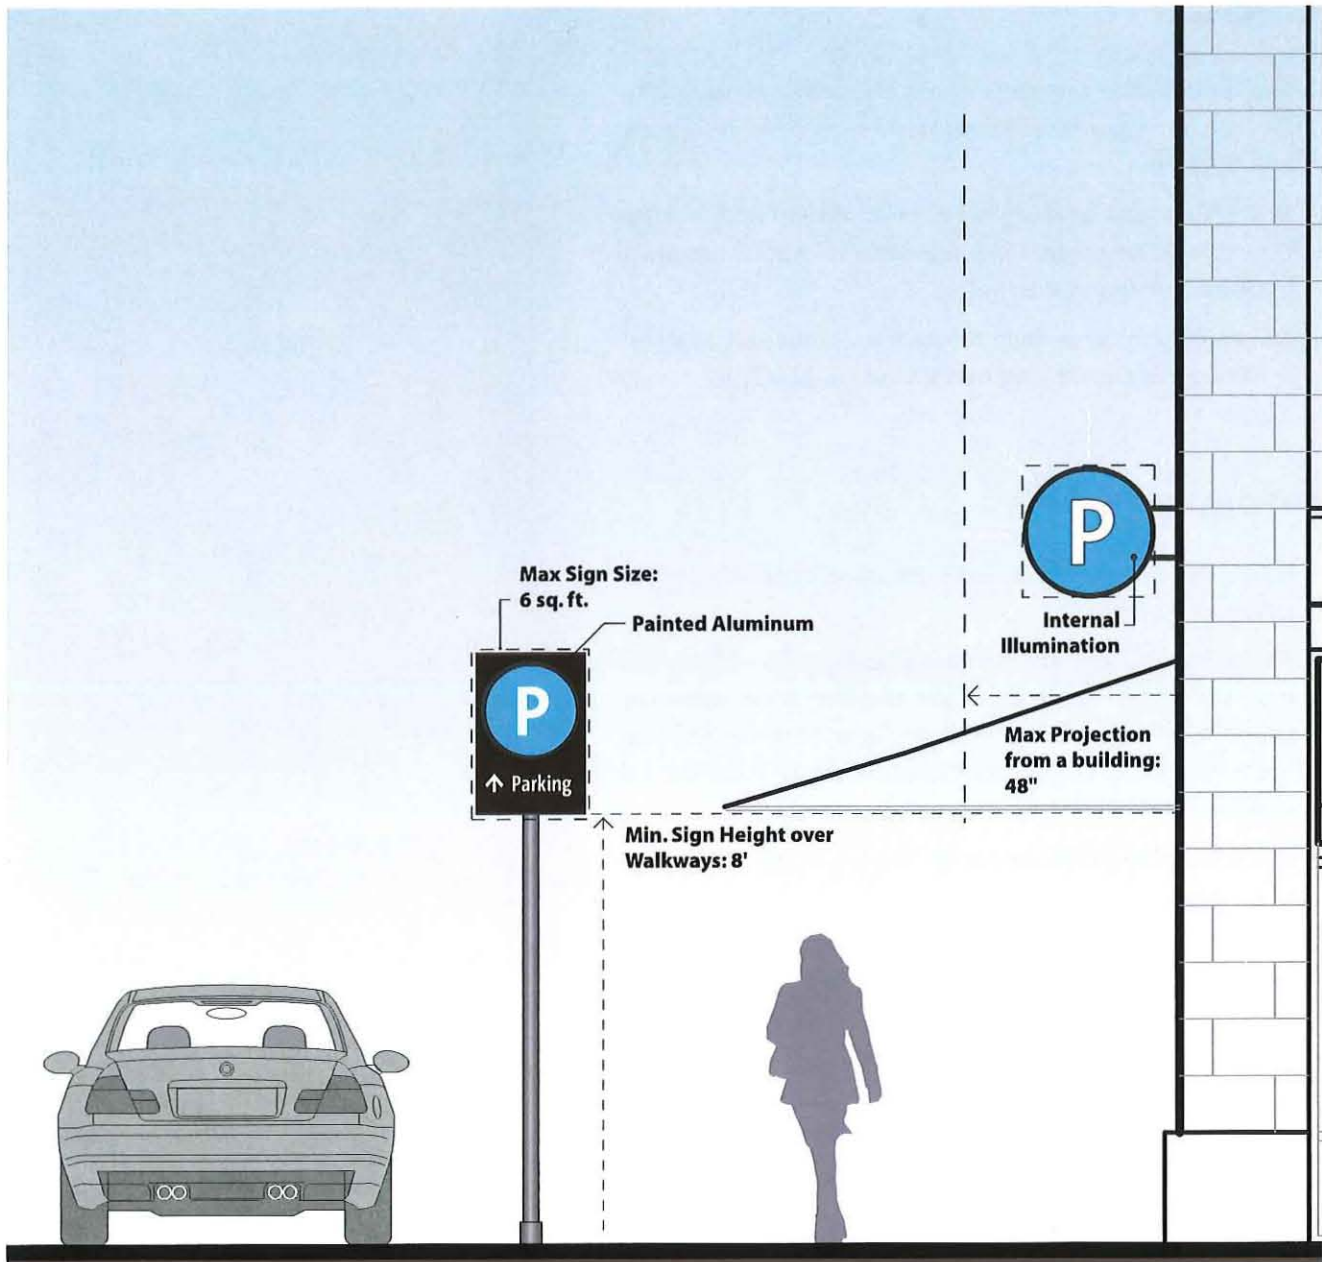 P
Internal
Illumination
Max Sign Size:
6 sq. ft.
Painted Aluminum
P
↑ Parking
Max Projection
from a building:
48"
Min. Sign Height over
Walkways: 8'